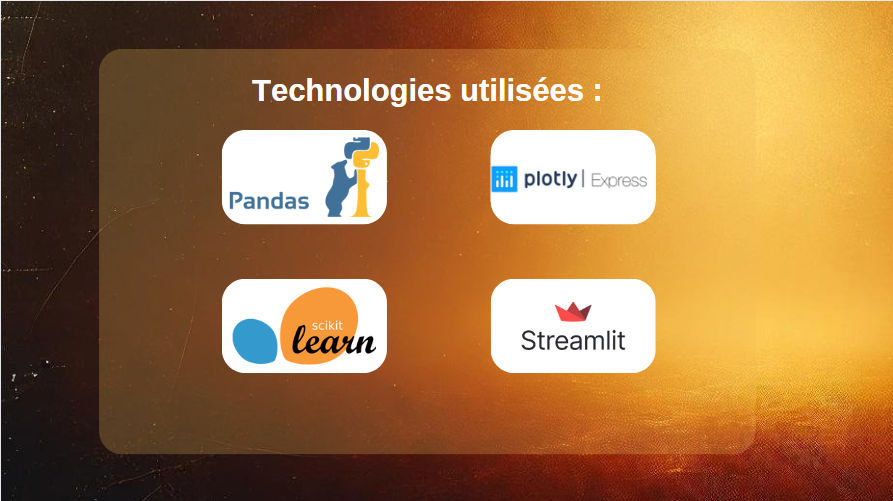 Technologies utilisées :
Pandas
plotly | Express
scikit
learn
Streamlit